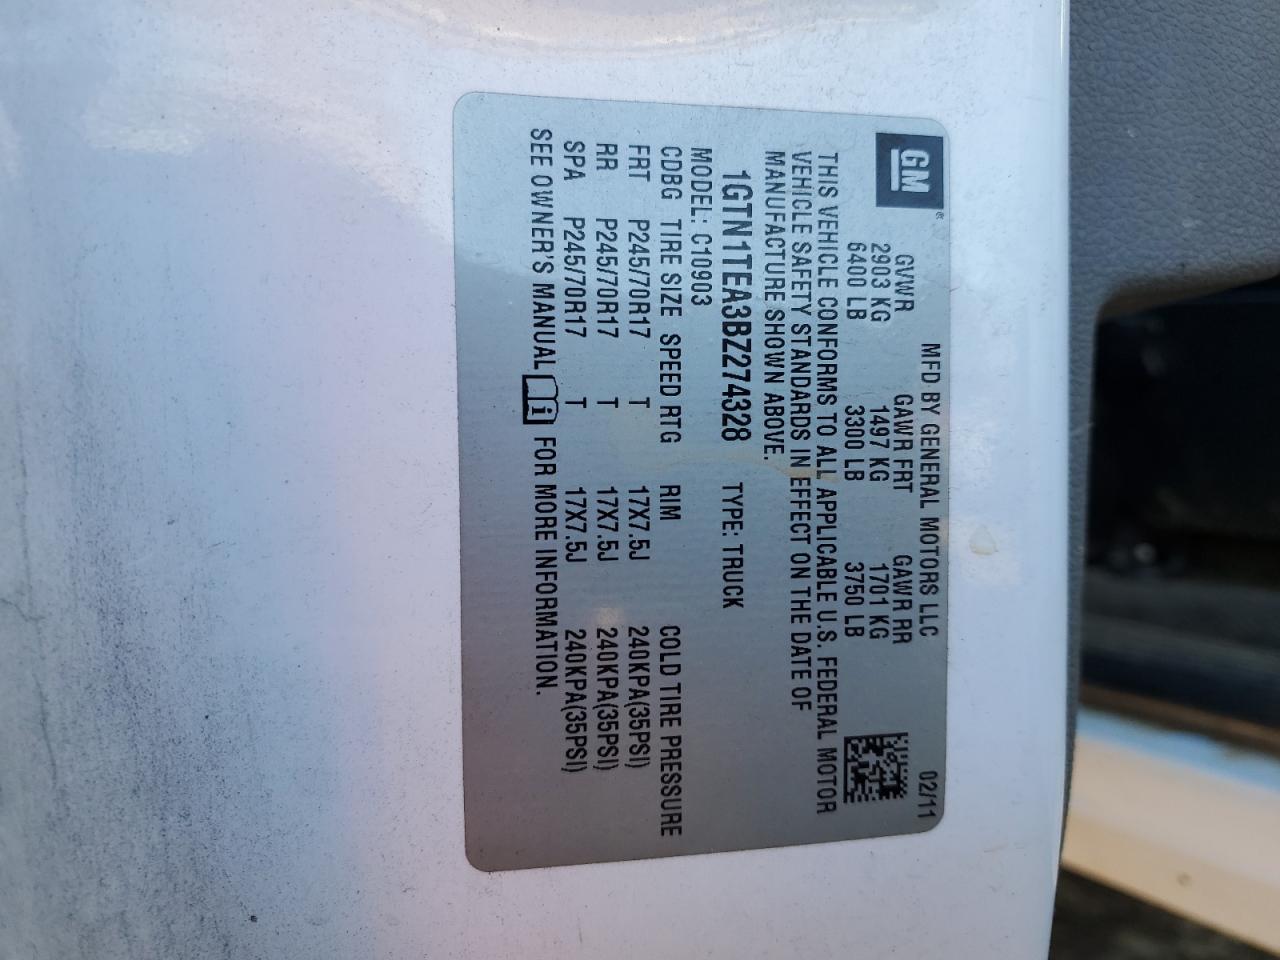 GM®
MFD BY GENERAL MOTORS LLC 02/11
GVWR GAWR FRT GAWR RR
2903 KG 1497 KG 1701 KG
6400 LB 3300 LB 3750 LB
THIS VEHICLE CONFORMS TO ALL APPLICABLE U.S. FEDERAL MOTOR
VEHICLE SAFETY STANDARDS IN EFFECT ON THE DATE OF
MANUFACTURE SHOWN ABOVE.
1GTN1TEA3BZ274328 TYPE: TRUCK
MODEL: C10903
CDBG TIRE SIZE SPEED RTG RIM COLD TIRE PRESSURE
FRT P245/70R17 T 17X7.5J 240KPA(35PSI)
RR P245/70R17 T 17X7.5J 240KPA(35PSI)
SPA P245/70R17 T 17X7.5J 240KPA(35PSI)
SEE OWNER'S MANUAL i FOR MORE INFORMATION.